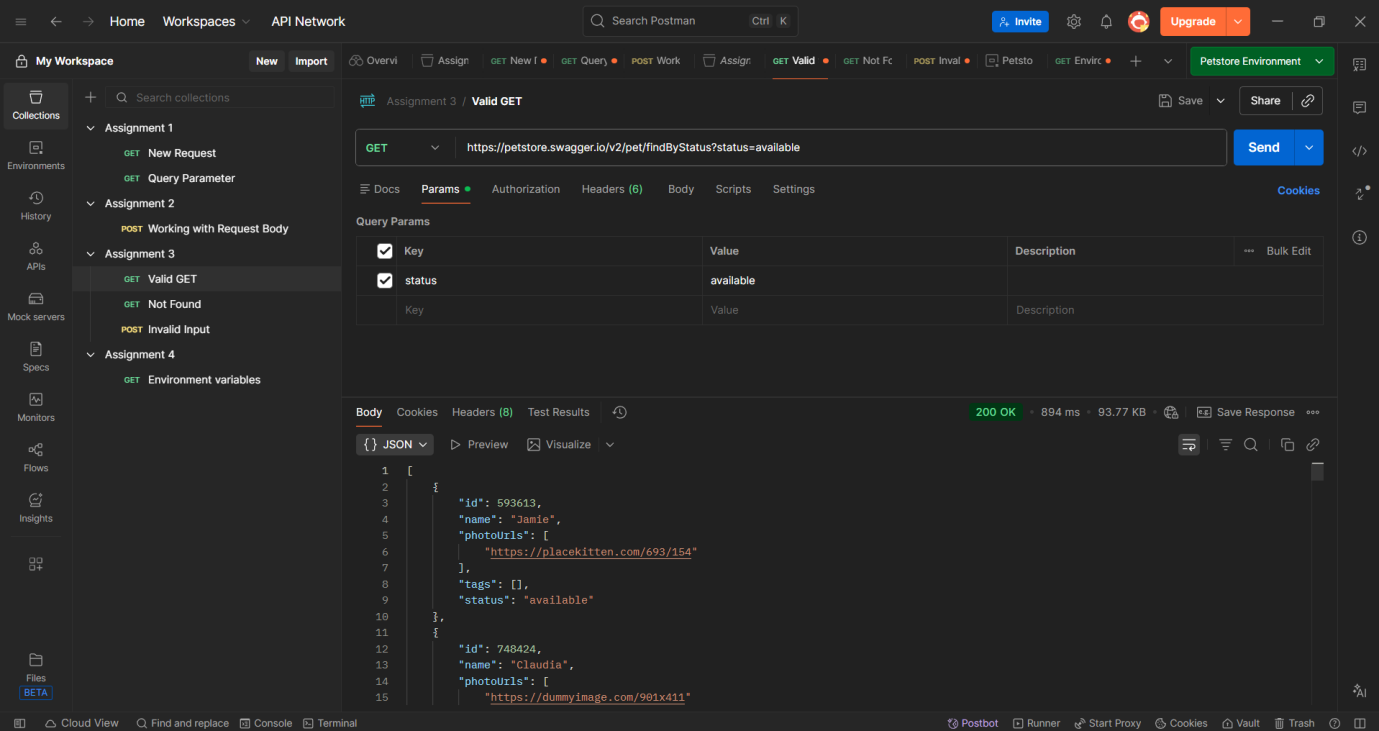 Home Workspaces API Network Search Postman Ctrl K Invite Upgrade
My Workspace New Import Overvi Assign GET New I GET Query POST Work Assign GET Valid GET Not Fc POST Inval Petsto GET Enviro Petstore Environment
Search collections
Collections
Environments
History
APIs
Mock servers
Specs
Monitors
Flows
Insights
Files
BETA
Assignment 1
GET New Request
GET Query Parameter
Assignment 2
POST Working with Request Body
Assignment 3
GET Valid GET
GET Not Found
POST Invalid Input
Assignment 4
GET Environment variables
HTTP Assignment 3 / Valid GET Save Share
GET https://petstore.swagger.io/v2/pet/findByStatus?status=available Send
Docs Params Authorization Headers (6) Body Scripts Settings Cookies
Query Params
Key Value Description Bulk Edit
status available
Key Value Description
Body Cookies Headers (8) Test Results 200 OK 894 ms 93.77 KB e.g. Save Response
{} JSON Preview Visualize
1 [
2 {
3 "id": 593613,
4 "name": "Jamie",
5 "photoUrls": [
6 "https://placekitten.com/693/154"
7 ],
8 "tags": [],
9 "status": "available"
10 },
11 {
12 "id": 748424,
13 "name": "Claudia",
14 "photoUrls": [
15 "https://dummyimage.com/901x411"
AI
Cloud View Find and replace Console Terminal Postbot Runner Start Proxy Cookies Vault Trash